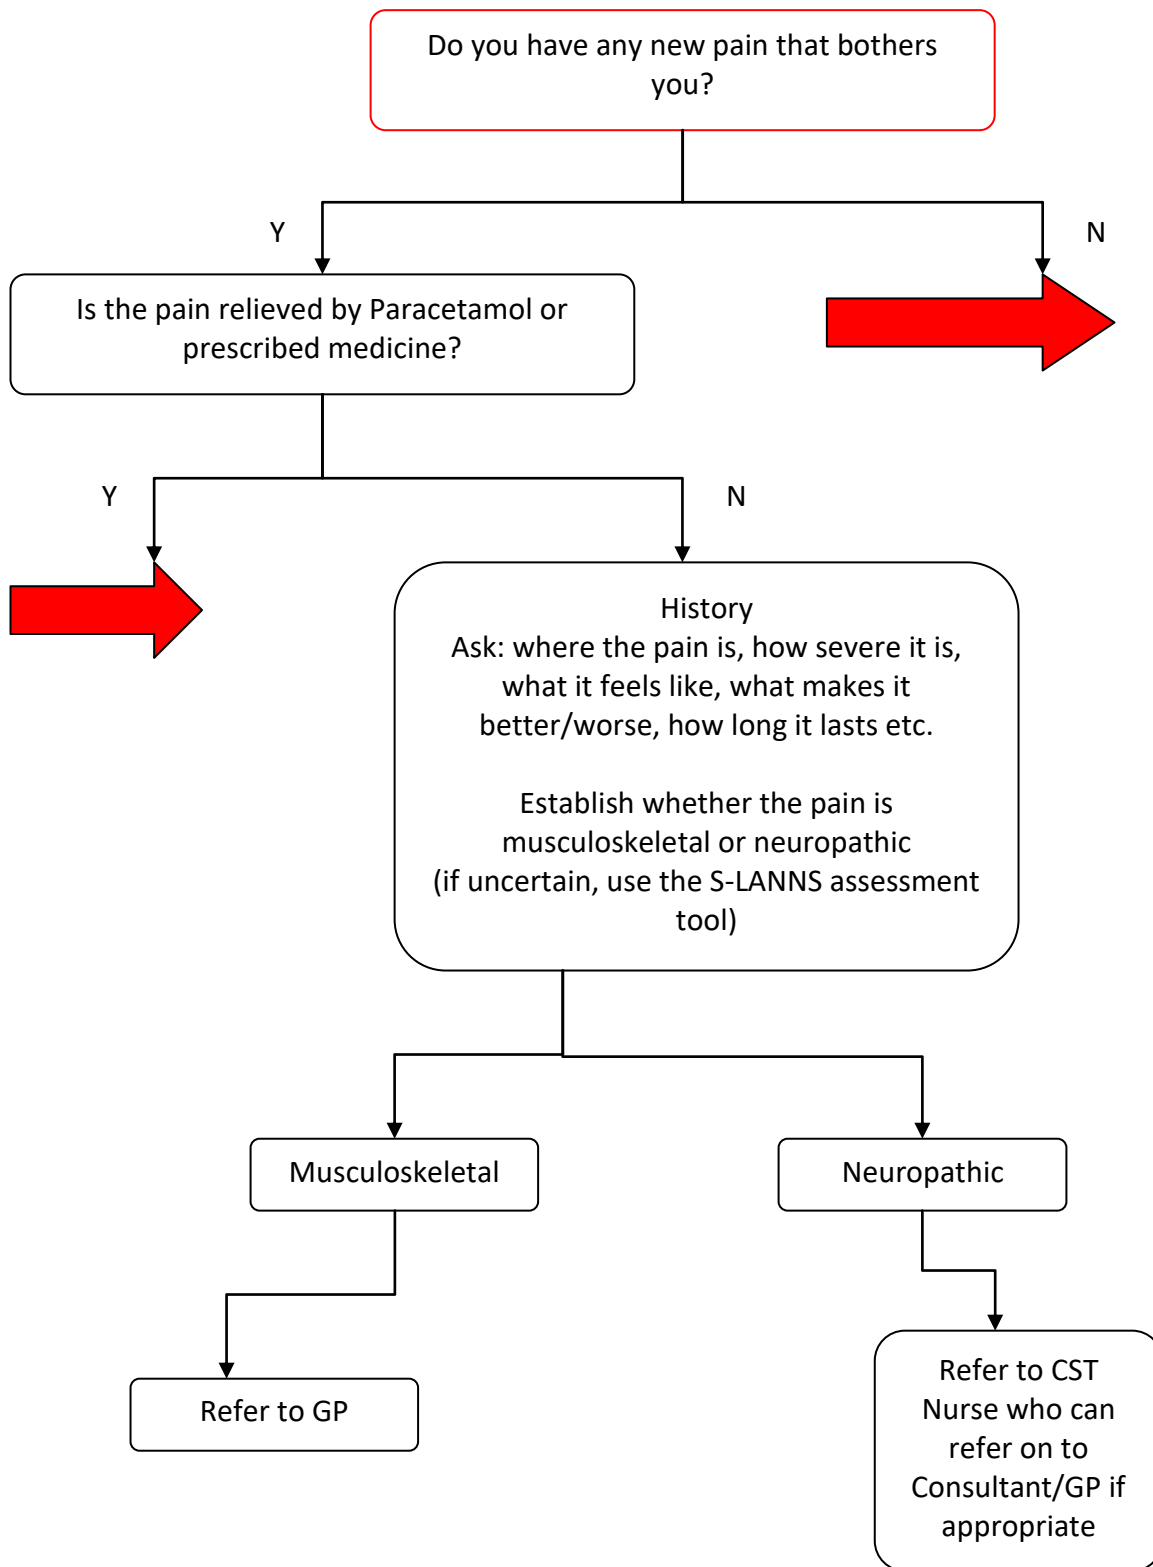 Do you have any new pain that bothers
you?
Y
N
Is the pain relieved by Paracetamol or
prescribed medicine?
Y
N
History
Ask: where the pain is, how severe it is,
what it feels like, what makes it
better/worse, how long it lasts etc.
Establish whether the pain is
musculoskeletal or neuropathic
(if uncertain, use the S-LANNS assessment
tool)
Musculoskeletal
Neuropathic
Refer to GP
Refer to CST
Nurse who can
refer on to
Consultant/GP if
appropriate